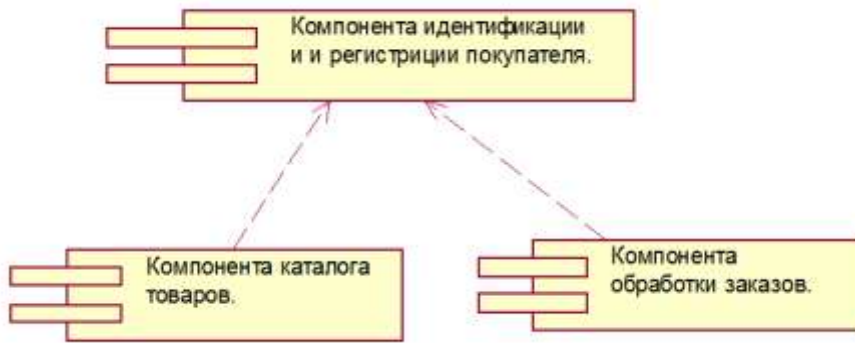 Компонента идентификации
и и регистриции покупателя.
Компонента каталога
товаров.
Компонента
обработки заказов.